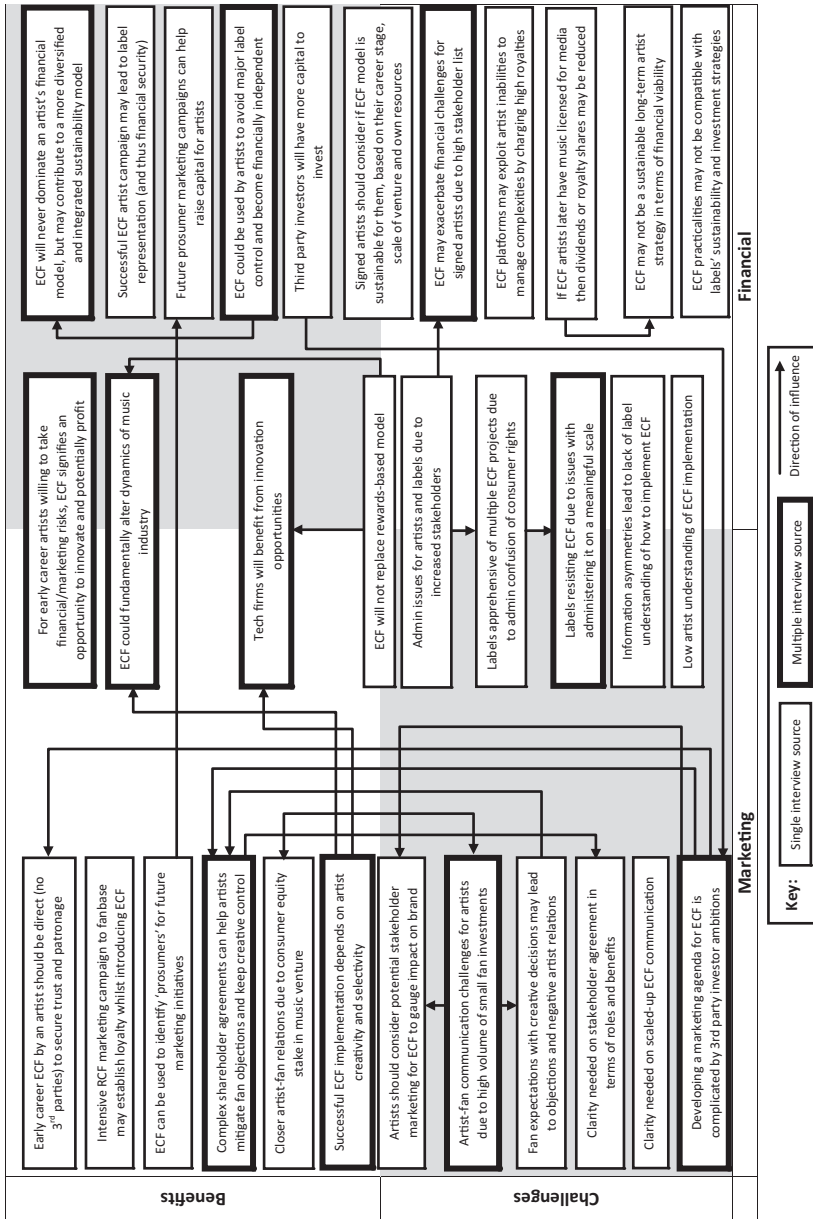 Benefits
Challenges
Early career ECF by an artist should be direct (no
3rd parties) to secure trust and patronage
Intensive RCF marketing campaign to fanbase
may establish loyalty whilst introducing ECF
ECF can be used to identify 'prosumers' for future
marketing initiatives
Complex shareholder agreements can help artists
mitigate fan objections and keep creative control
Closer artist-fan relations due to consumer equity
stake in music venture
Successful ECF implementation depends on artist
creativity and selectivity
Artists should consider potential stakeholder
marketing for ECF to gauge impact on brand
Artist-fan communication challenges for artists
due to high volume of small fan investments
Fan expectations with creative decisions may lead
to objections and negative artist relations
Clarity needed on stakeholder agreement in
terms of roles and benefits
Clarity needed on scaled-up ECF communication
Developing a marketing agenda for ECF is
complicated by 3rd party investor ambitions
Marketing
For early career artists willing to take
financial/marketing risks, ECF signifies an
opportunity to innovate and potentially profit
ECF could fundamentally alter dynamics of music
industry
Tech firms will benefit from innovation
opportunities
ECF will not replace rewards-based model
Admin issues for artists and labels due to
increased stakeholders
Labels apprehensive of multiple ECF projects due
to admin confusion of consumer rights
Labels resisting ECF due to issues with
administering it on a meaningful scale
Information asymmetries lead to lack of label
understanding of how to implement ECF
Low artist understanding of ECF implementation
ECF will never dominate an artist's financial
model, but may contribute to a more diversified
and integrated sustainability model
Successful ECF artist campaign may lead to label
representation (and thus financial security)
Future prosumer marketing campaigns can help
raise capital for artists
ECF could be used by artists to avoid major label
control and become financially independent
Third party investors will have more capital to
invest
Signed artists should consider if ECF model is
sustainable for them, based on their career stage,
scale of venture and own resources
ECF may exacerbate financial challenges for
signed artists due to high stakeholder list
ECF platforms may exploit artist inabilities to
manage complexities by charging high royalties
If ECF artists later have music licensed for media
then dividends or royalty shares may be reduced
ECF may not be a sustainable long-term artist
strategy in terms of financial viability
ECF practicalities may not be compatible with
labels' sustainability and investment strategies
Financial
Key:
Single interview source
Multiple interview source
Direction of influence